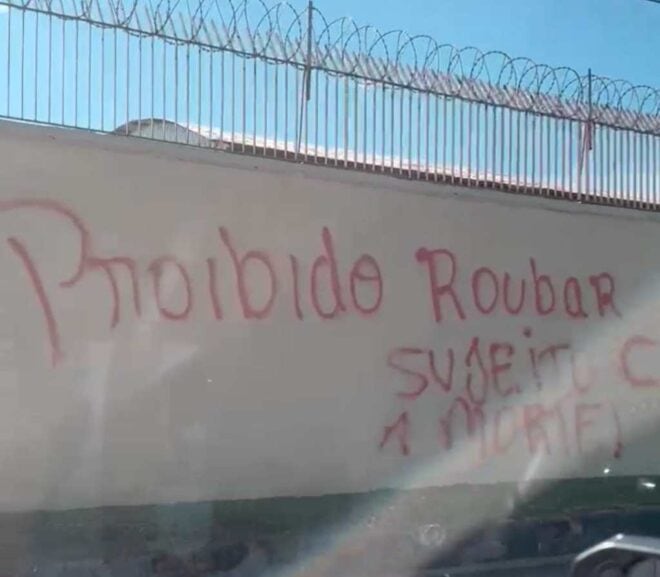 Proibido Roubar
SUJEITO C
A MORTE